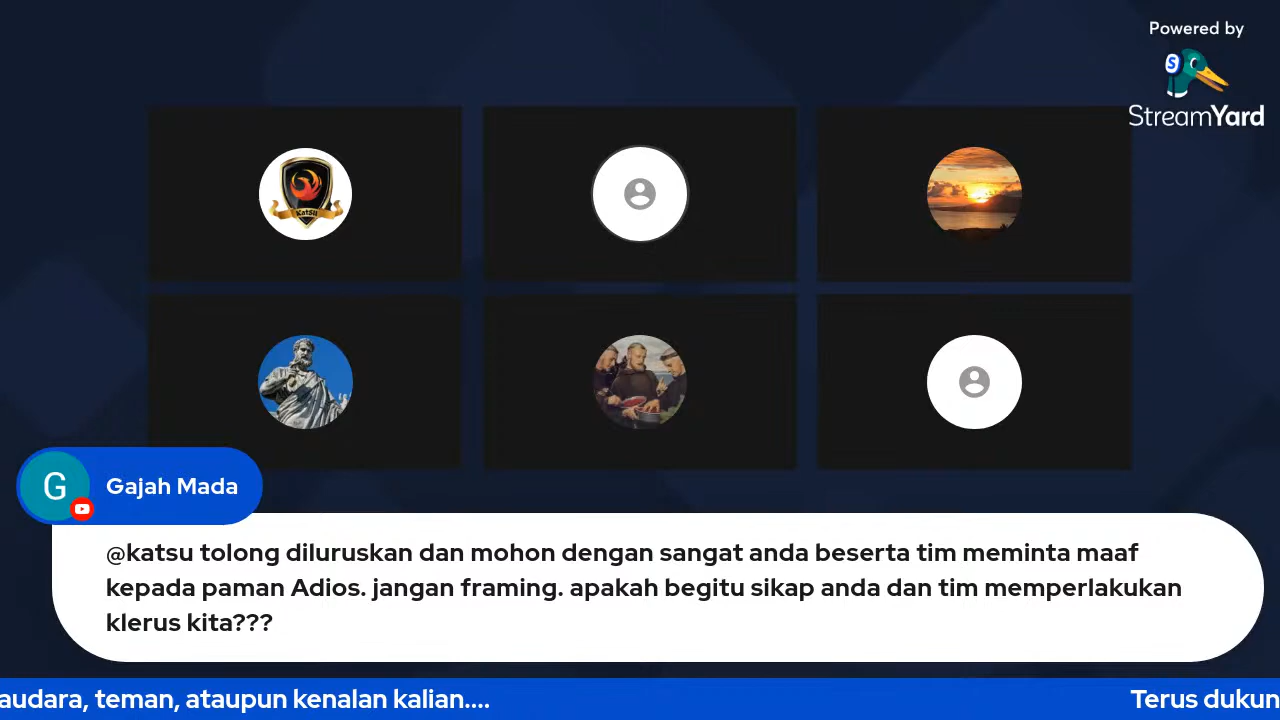 Powered by
StreamYard
Katsu
Gajah Mada
@katsu tolong diluruskan dan mohon dengan sangat anda beserta tim meminta maaf
kepada paman Adios. jangan framing. apakah begitu sikap anda dan tim memperlakukan
klerus kita???
audara, teman, ataupun kenalan kalian.... Terus dukun